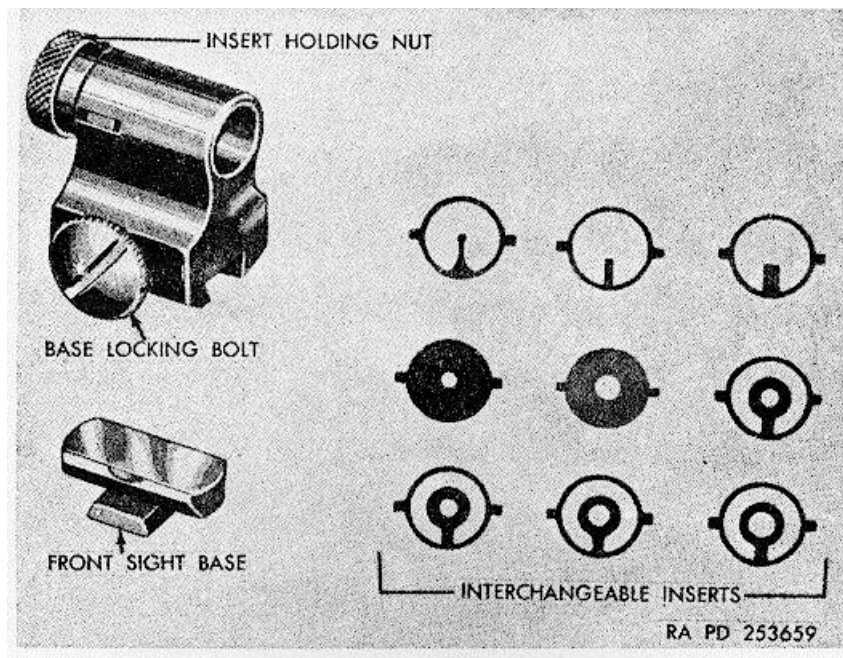 INSERT HOLDING NUT
BASE LOCKING BOLT
FRONT SIGHT BASE
INTERCHANGEABLE INSERTS
RA PD 253659